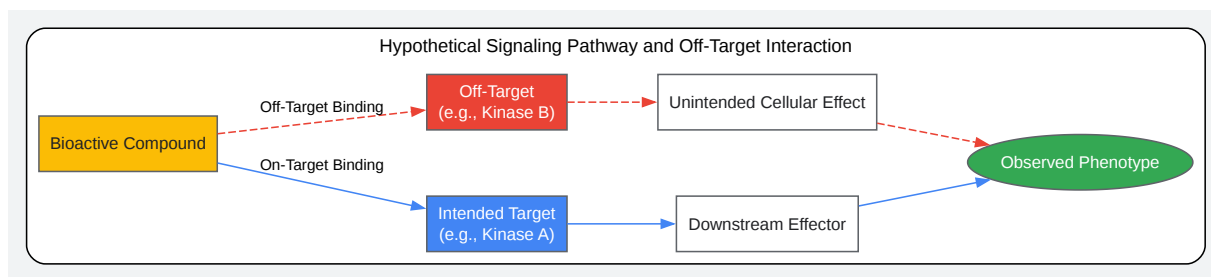 Hypothetical Signaling Pathway and Off-Target Interaction
Off-Target
(e.g., Kinase B)
Unintended Cellular Effect
Off-Target Binding
Bioactive Compound
Observed Phenotype
On-Target Binding
Intended Target
(e.g., Kinase A)
Downstream Effector